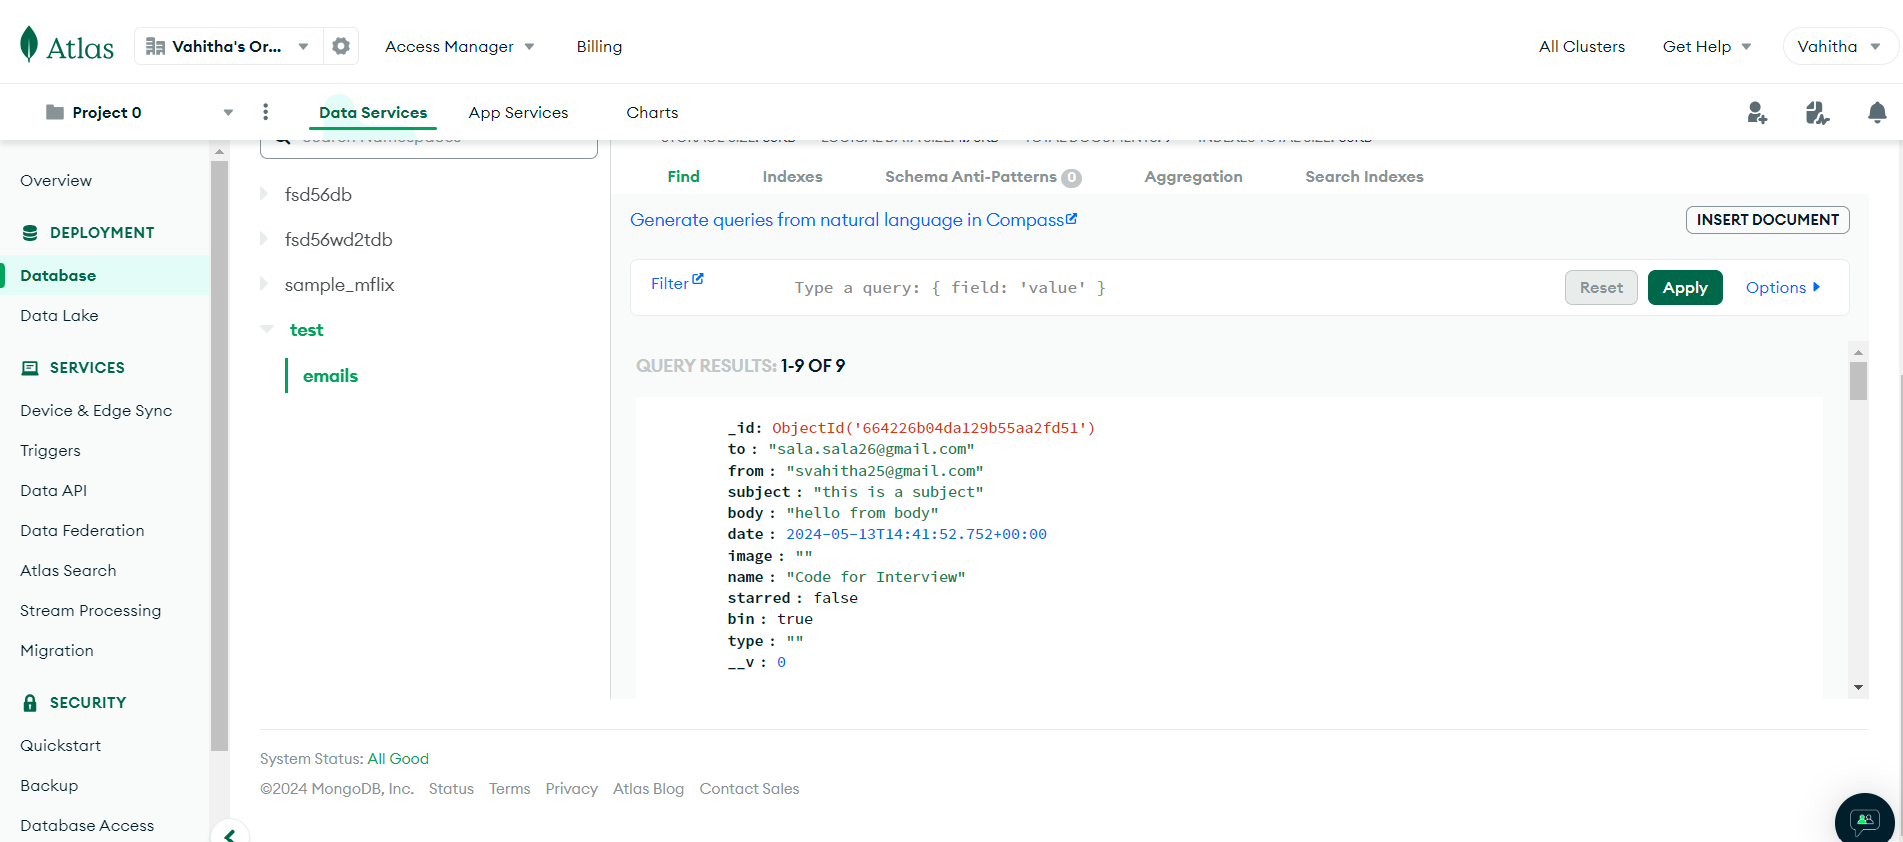 Atlas
Vahitha's Or...
Access Manager
Billing
All Clusters
Get Help
Vahitha
Project 0
Data Services
App Services
Charts
Overview
DEPLOYMENT
Database
Data Lake
SERVICES
Device & Edge Sync
Triggers
Data API
Data Federation
Atlas Search
Stream Processing
Migration
SECURITY
Quickstart
Backup
Database Access
fsd56db
fsd56wd2tdb
sample_mflix
test
emails
Find
Indexes
Schema Anti-Patterns 0
Aggregation
Search Indexes
Generate queries from natural language in Compass
INSERT DOCUMENT
Filter
Type a query: { field: 'value' }
Reset
Apply
Options
QUERY RESULTS: 1-9 OF 9
_id: ObjectId('664226b04da129b55aa2fd51')
to : "sala.sala26@gmail.com"
from : "svahitha25@gmail.com"
subject : "this is a subject"
body : "hello from body"
date : 2024-05-13T14:41:52.752+00:00
image : ""
name : "Code for Interview"
starred : false
bin : true
type : ""
__v : 0
System Status: All Good
©2024 MongoDB, Inc. Status Terms Privacy Atlas Blog Contact Sales